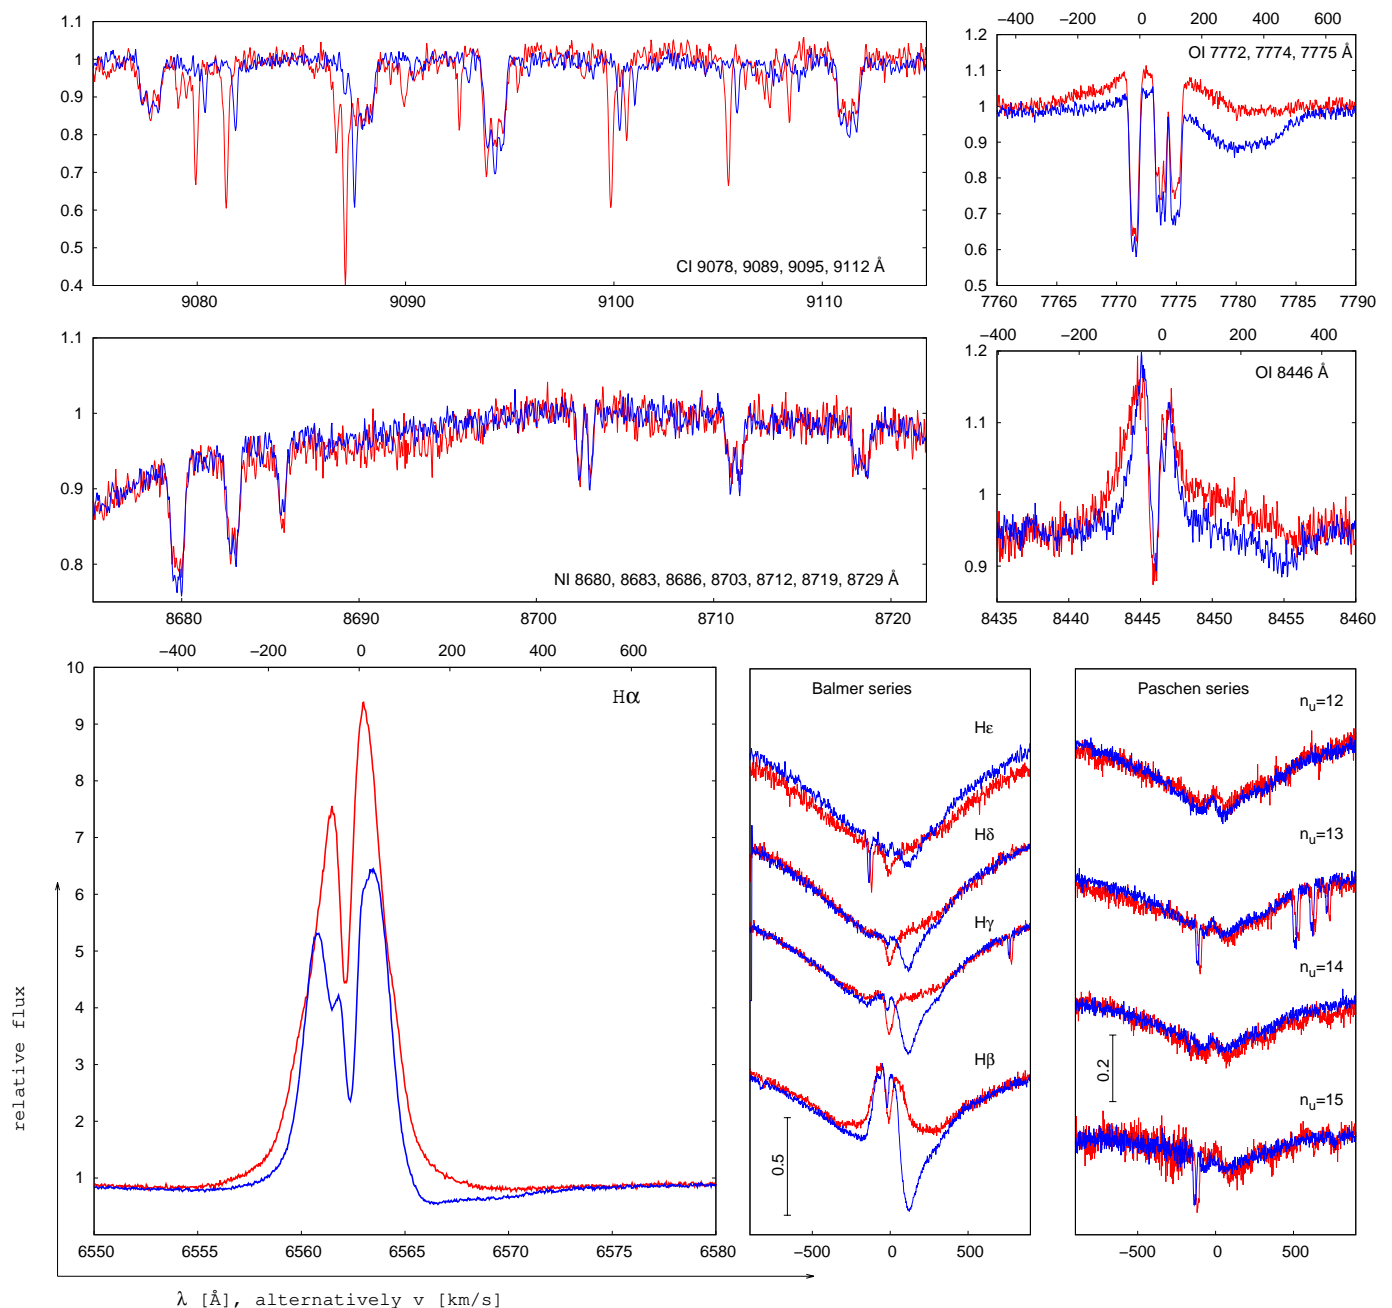 1.1
1
0.9
0.8
0.7
0.6
0.5
0.4
9080
9090
9100
9110
CI 9078, 9089, 9095, 9112 Å
−400 −200 0 200 400 600
1.2
1.1
1.0
0.9
0.8
0.7
0.6
0.5
7760 7765 7770 7775 7780 7785 7790
OI 7772, 7774, 7775 Å
1.1
1
0.9
0.8
8680 8690 8700 8710 8720
NI 8680, 8683, 8686, 8703, 8712, 8719, 8729 Å
−400 −200 0 200 400
1.2
1.1
1
0.9
8435 8440 8445 8450 8455 8460
OI 8446 Å
−400 −200 0 200 400 600
10
9
8
7
6
5
4
3
2
1
6550 6555 6560 6565 6570 6575 6580
Hα
relative flux
λ [Å], alternatively v [km/s]
Balmer series
Hε
Hδ
Hγ
Hβ
0.5
−500 0 500
Paschen series
n_u=12
n_u=13
n_u=14
0.2
n_u=15
−500 0 500